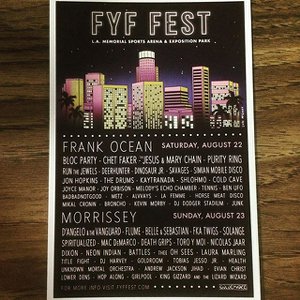 FYF FEST
L.A. MEMORIAL SPORTS ARENA & EXPOSITION PARK
FRANK OCEAN SATURDAY, AUGUST 22
BLOC PARTY - CHET FAKER - JESUS & MARY CHAIN - PURITY RING
RUN THE JEWELS - DEERHUNTER - DINOSAUR JR. - SAVAGES - SIMIAN MOBILE DISCO
JON HOPKINS - THE DRUMS - KAYTRANADA - SHLOHMO - COLD CAVE
JOYCE MANOR - JOY ORBISON - MELODY'S ECHO CHAMBER - TENNIS - BEN UFO
BADBADNOTGOOD - METZ - ALVVAYS - LA FEMME - HORSE MEAT DISCO
MIKAL CRONIN - BRONCHO - KEVIN MORBY - DJ DODGER STADIUM - JUNK
MORRISSEY SUNDAY, AUGUST 23
D'ANGELO & THE VANGUARD - FLUME - BELLE & SEBASTIAN - FKA TWIGS - SOLANGE
SPIRITUALIZED - MAC DEMARCO - DEATH GRIPS - TORO Y MOI - NICOLAS JAAR
DIXON - NEON INDIAN - BATTLES - THEE OH SEES - LAURA MARLING
TITLE FIGHT - DJ HARVEY - GOLDROOM - TOBIAS JESSO JR. - HEALTH
UNKNOWN MORTAL ORCHESTRA - ANDREW JACKSON JIHAD - EVIAN CHRIST
LOWER DENS - HOP ALONG - GIRLPOOL - KING GIZZARD AND THE LIZARD WIZARD
FOR MORE INFO VISIT FYFFEST.COM